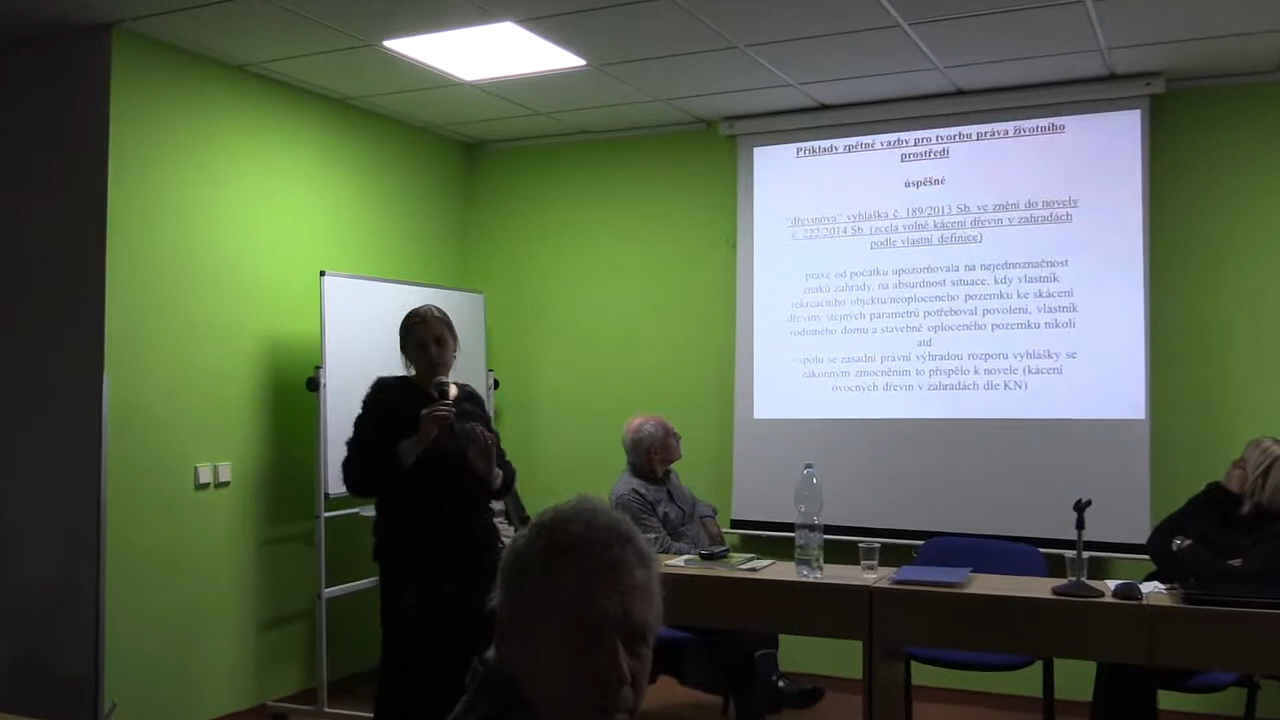 Příklady zpětné vazby pro tvorbu práva životního
prostředí
úspěšné
"dřevinová" vyhláška č. 189/2013 Sb. ve znění do novely
č. 222/2014 Sb. (zcela volné kácení dřevin v zahradách
podle vlastní definice)
praxe od počátku upozorňovala na nejednoznačnost
znaků zahrady, na absurdnost situace, kdy vlastník
rekreačního objektu/neoploceného pozemku ke skácení
dřeviny stejných parametrů potřeboval povolení, vlastník
rodinného domu a stavebně oploceného pozemku nikoli
atd.
- spolu se zásadní právní výhradou rozporu vyhlášky se
zákonným zmocněním to přispělo k novele (kácení
ovocných dřevin v zahradách dle KN)